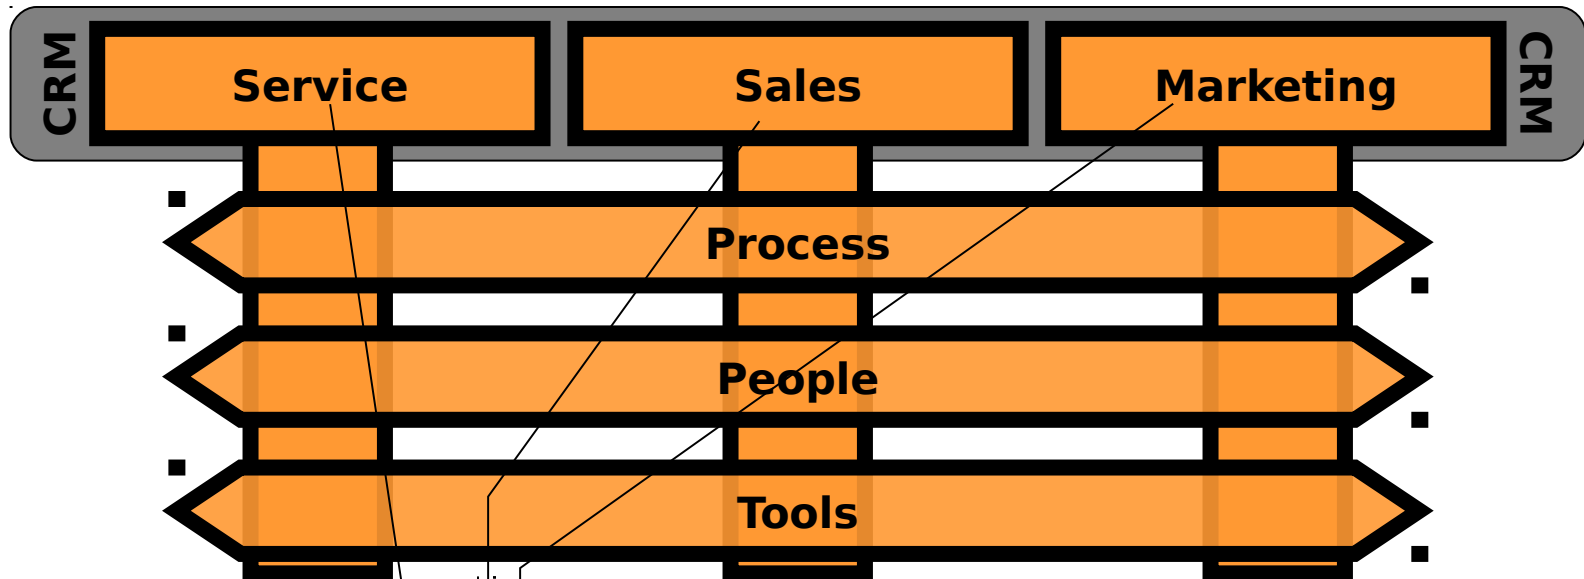 CRM
Service
Sales
Marketing
CRM
Process
People
Tools